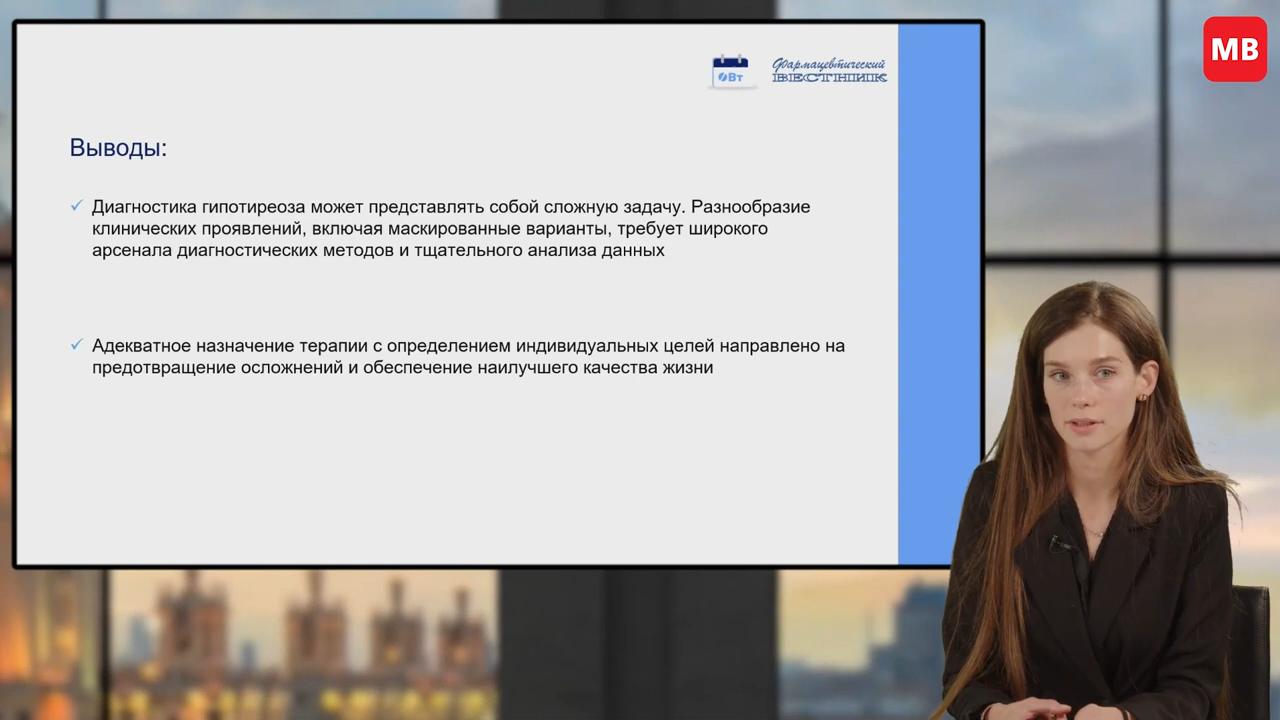 МВ
Вт
Фармацевтический
ВЕСТНИК
Выводы:
Диагностика гипотиреоза может представлять собой сложную задачу. Разнообразие
клинических проявлений, включая маскированные варианты, требует широкого
арсенала диагностических методов и тщательного анализа данных
Адекватное назначение терапии с определением индивидуальных целей направлено на
предотвращение осложнений и обеспечение наилучшего качества жизни